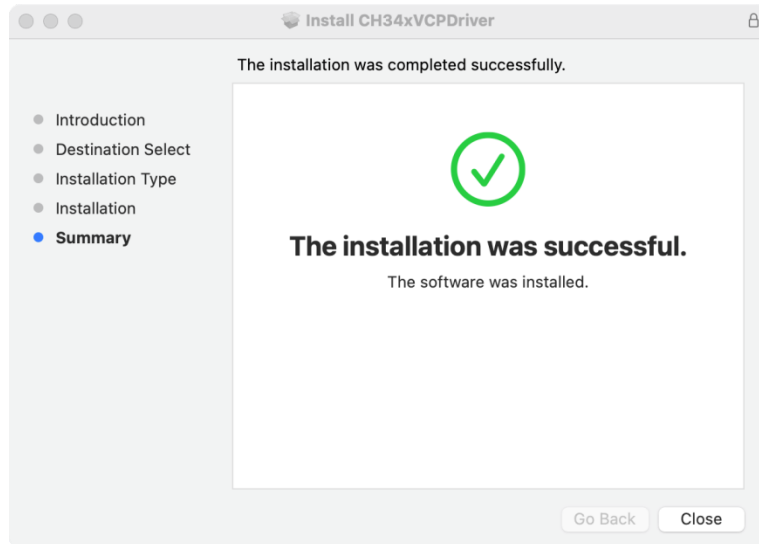 Install CH34xVCPDriver
The installation was completed successfully.
Introduction
Destination Select
Installation Type
Installation
Summary
The installation was successful.
The software was installed.
Go Back
Close